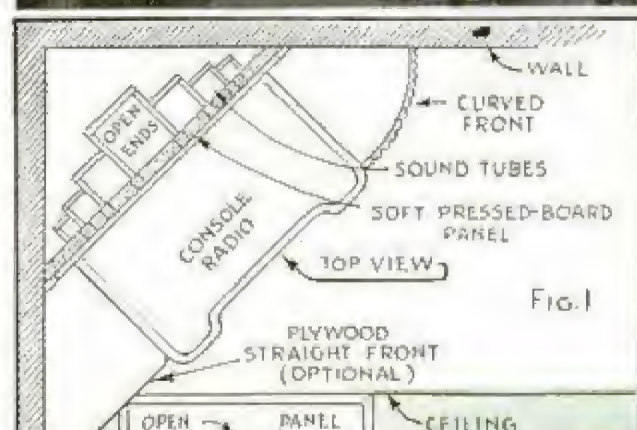 WALL
CURVED
FRONT
SOUND TUBES
SOFT PRESSED-BOARD
PANEL
OPEN
ENDS
CONSOLE
RADIO
TOP VIEW
FIG. 1
PLYWOOD
STRAIGHT FRONT
(OPTIONAL)
OPEN
PANEL
CEILING